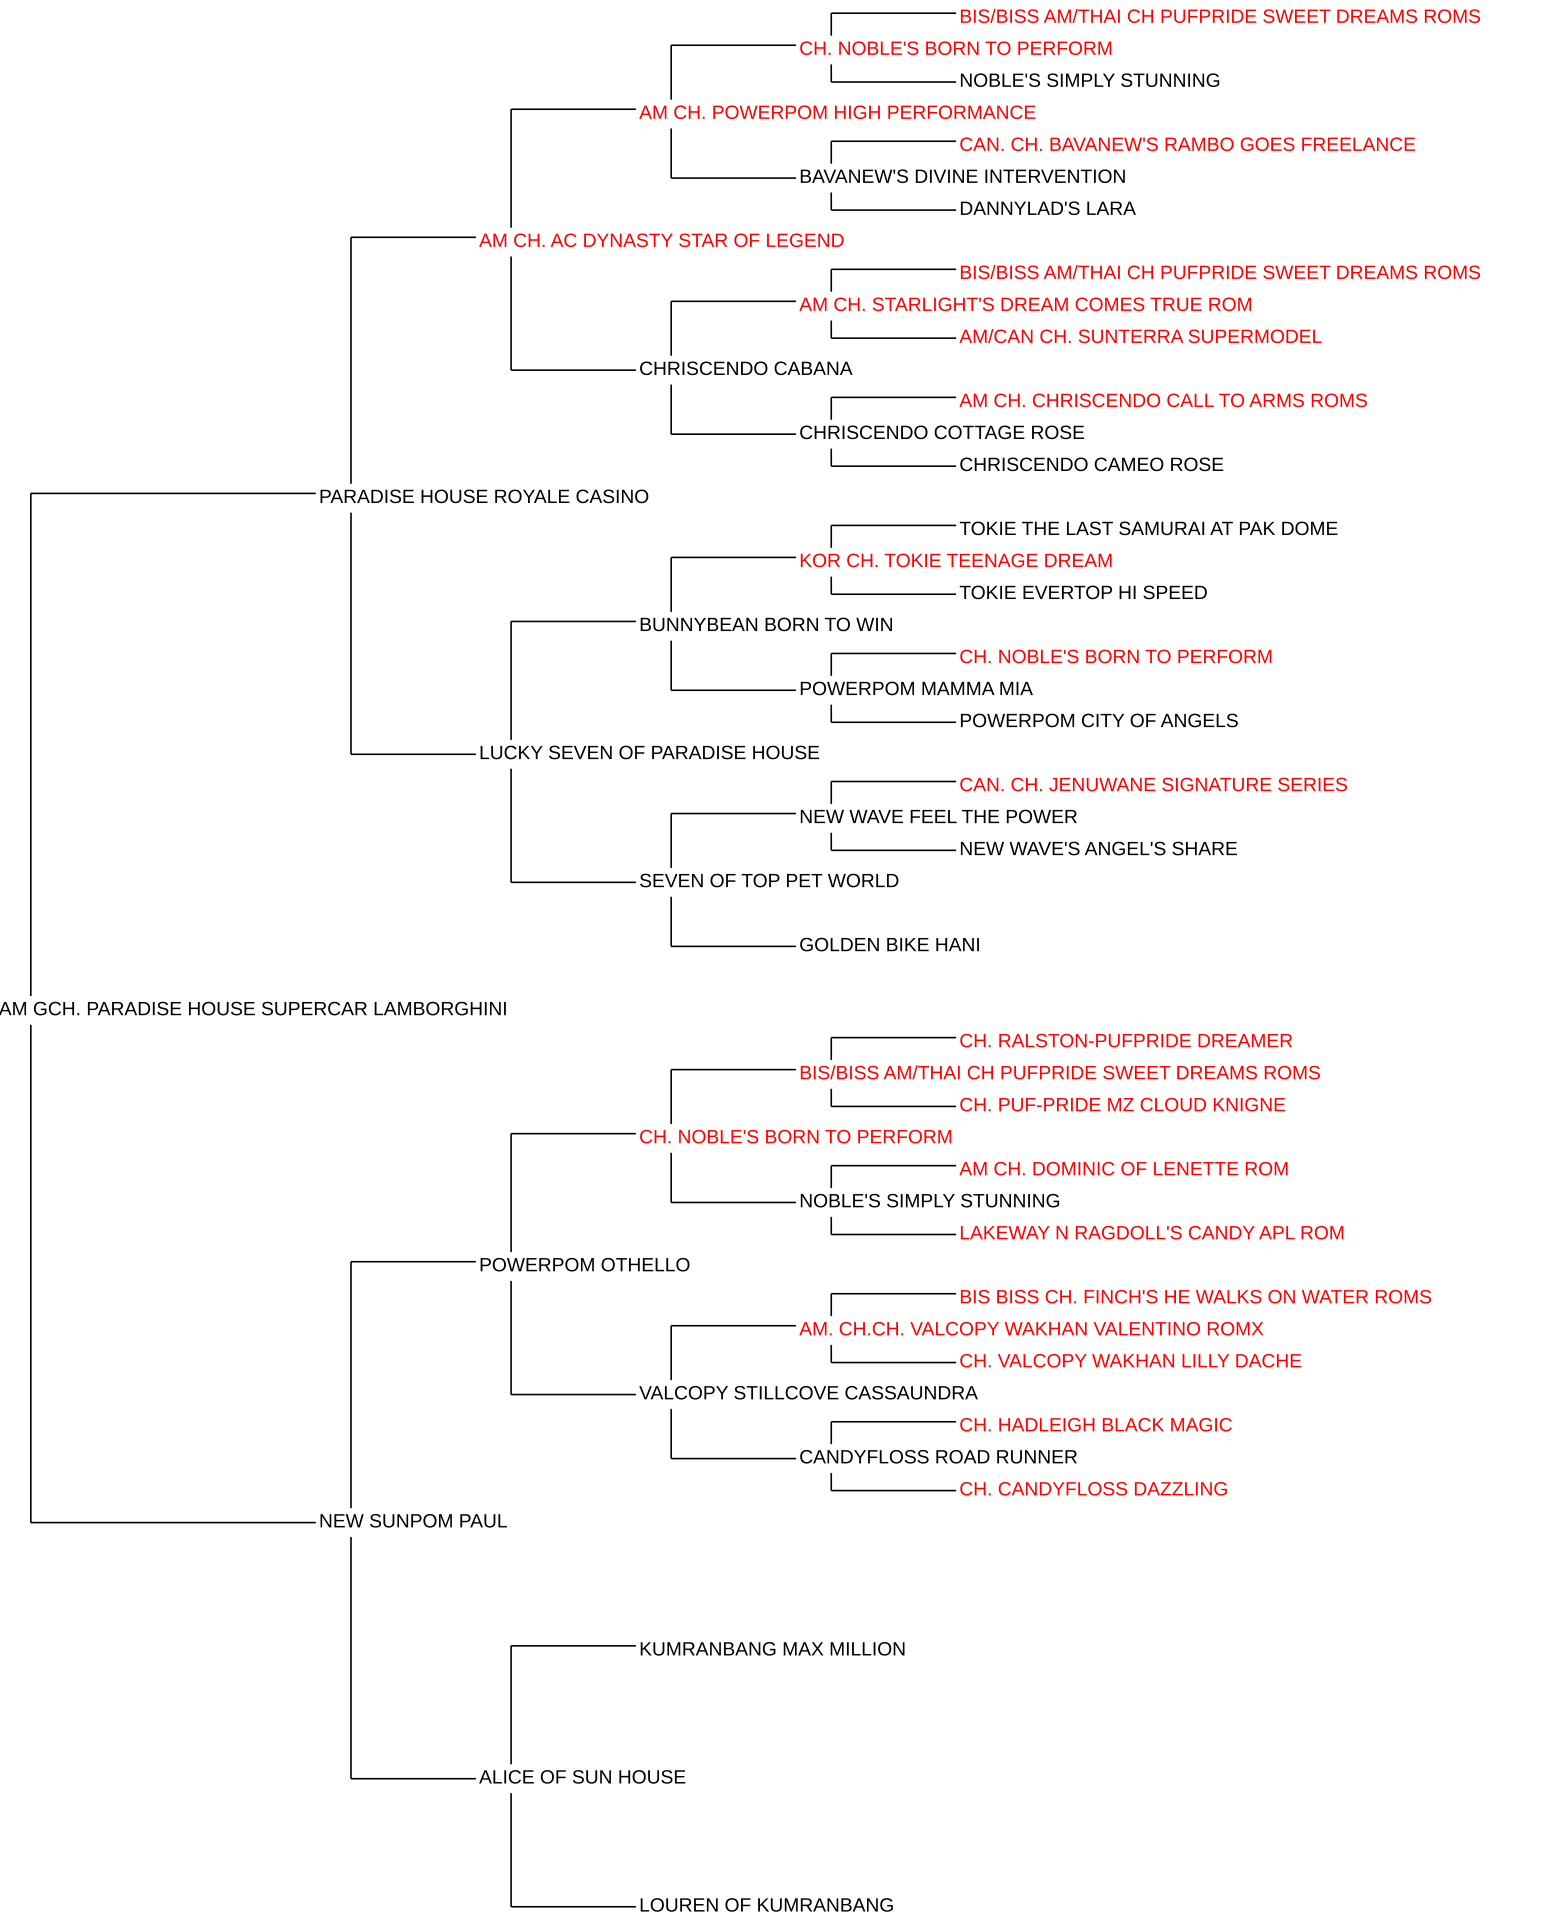 BIS/BISS AM/THAI CH PUFPRIDE SWEET DREAMS ROMS
CH. NOBLE'S BORN TO PERFORM
NOBLE'S SIMPLY STUNNING
AM CH. POWERPOM HIGH PERFORMANCE
CAN. CH. BAVANEW'S RAMBO GOES FREELANCE
BAVANEW'S DIVINE INTERVENTION
DANNYLAD'S LARA
AM CH. AC DYNASTY STAR OF LEGEND
BIS/BISS AM/THAI CH PUFPRIDE SWEET DREAMS ROMS
AM CH. STARLIGHT'S DREAM COMES TRUE ROM
AM/CAN CH. SUNTERRA SUPERMODEL
CHRISCENDO CABANA
AM CH. CHRISCENDO CALL TO ARMS ROMS
CHRISCENDO COTTAGE ROSE
CHRISCENDO CAMEO ROSE
PARADISE HOUSE ROYALE CASINO
TOKIE THE LAST SAMURAI AT PAK DOME
KOR CH. TOKIE TEENAGE DREAM
TOKIE EVERTOP HI SPEED
BUNNYBEAN BORN TO WIN
CH. NOBLE'S BORN TO PERFORM
POWERPOM MAMMA MIA
POWERPOM CITY OF ANGELS
LUCKY SEVEN OF PARADISE HOUSE
CAN. CH. JENUWANE SIGNATURE SERIES
NEW WAVE FEEL THE POWER
NEW WAVE'S ANGEL'S SHARE
SEVEN OF TOP PET WORLD
GOLDEN BIKE HANI
AM GCH. PARADISE HOUSE SUPERCAR LAMBORGHINI
CH. RALSTON-PUFPRIDE DREAMER
BIS/BISS AM/THAI CH PUFPRIDE SWEET DREAMS ROMS
CH. PUF-PRIDE MZ CLOUD KNIGNE
CH. NOBLE'S BORN TO PERFORM
AM CH. DOMINIC OF LENETTE ROM
NOBLE'S SIMPLY STUNNING
LAKEWAY N RAGDOLL'S CANDY APL ROM
POWERPOM OTHELLO
BIS BISS CH. FINCH'S HE WALKS ON WATER ROMS
AM. CH.CH. VALCOPY WAKHAN VALENTINO ROMX
CH. VALCOPY WAKHAN LILLY DACHE
VALCOPY STILLCOVE CASSAUNDRA
CH. HADLEIGH BLACK MAGIC
CANDYFLOSS ROAD RUNNER
CH. CANDYFLOSS DAZZLING
NEW SUNPOM PAUL
KUMRANBANG MAX MILLION
ALICE OF SUN HOUSE
LOUREN OF KUMRANBANG